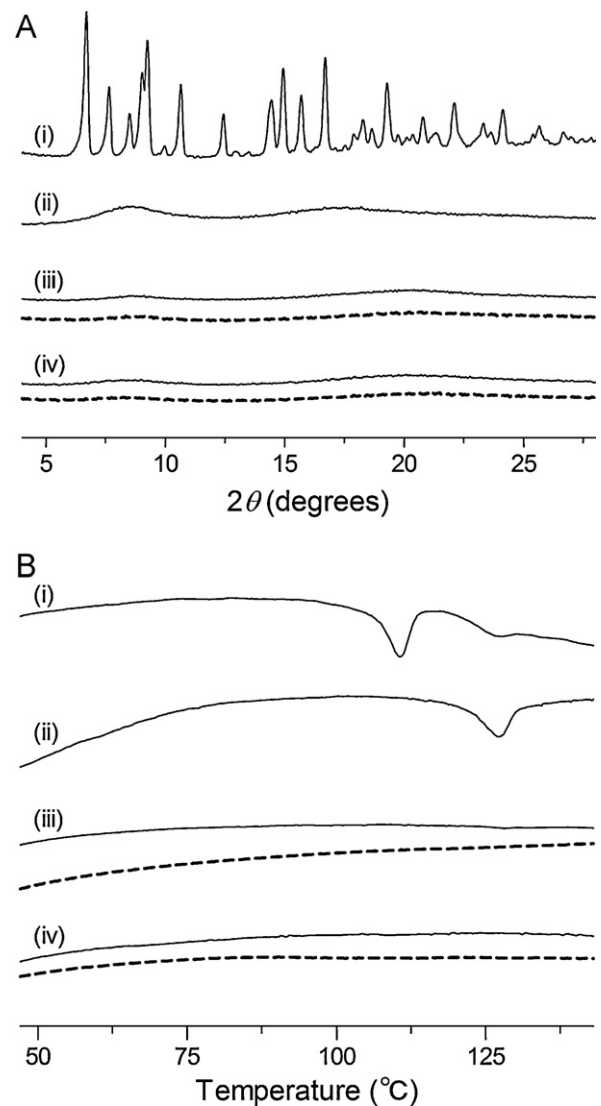 A
(i)
(ii)
(iii)
(iv)
5 10 15 20 25
2θ (degrees)
B
(i)
(ii)
(iii)
(iv)
50 75 100 125
Temperature (°C)